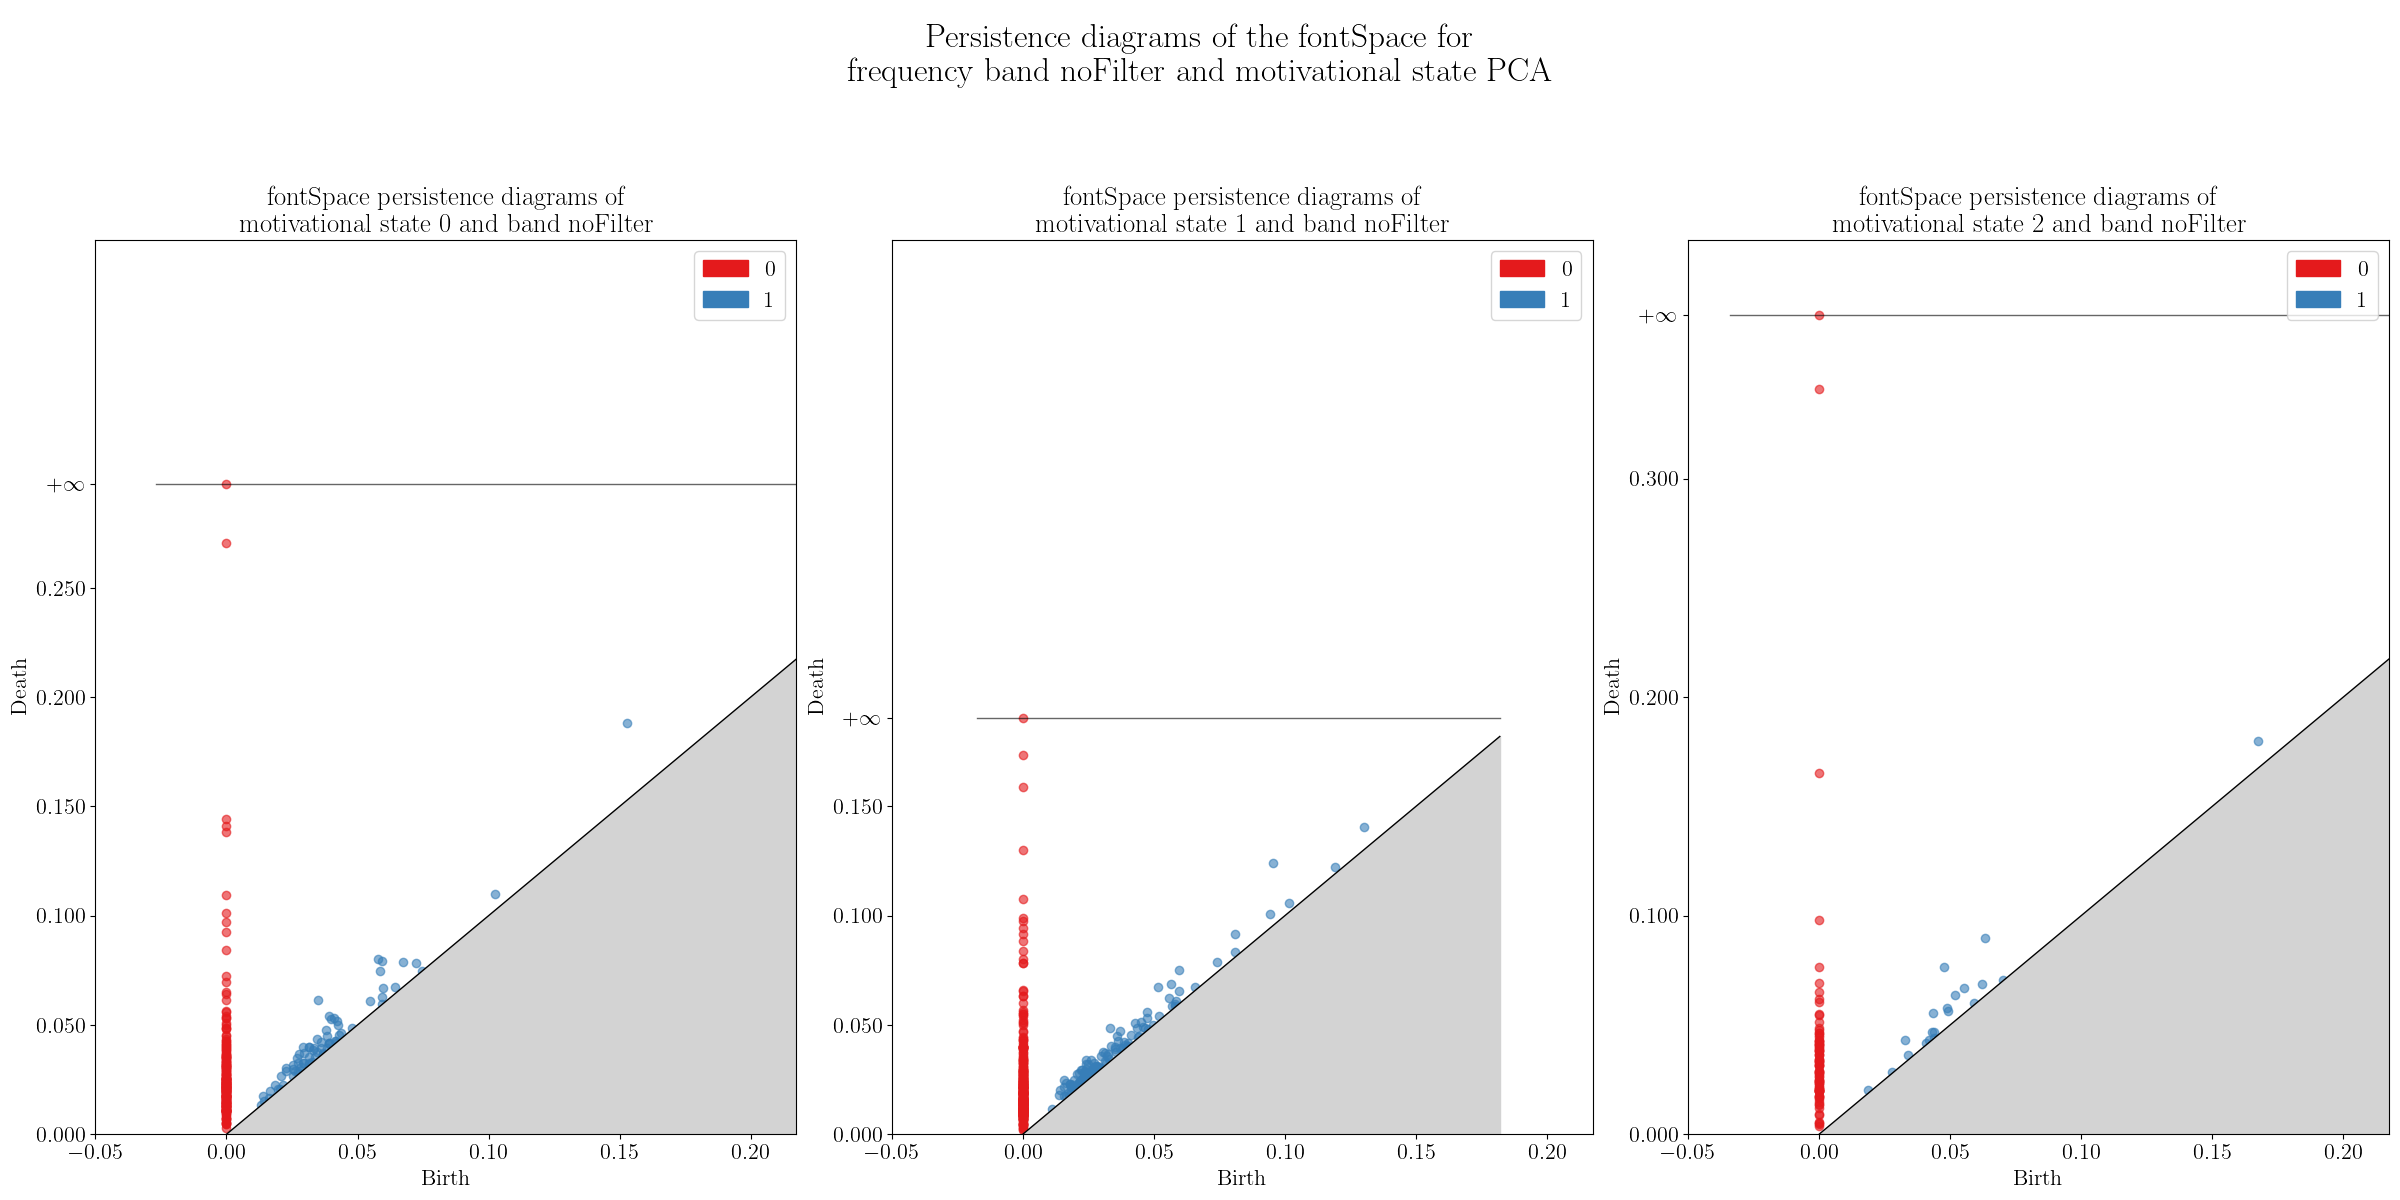 Persistence diagrams of the fontSpace for
frequency band noFilter and motivational state PCA
fontSpace persistence diagrams of
motivational state 0 and band noFilter
0
1
+∞
0.250
0.200
0.150
0.100
0.050
0.000
Death
−0.05 0.00 0.05 0.10 0.15 0.20
Birth
fontSpace persistence diagrams of
motivational state 1 and band noFilter
0
1
+∞
0.150
0.100
0.050
0.000
Death
−0.05 0.00 0.05 0.10 0.15 0.20
Birth
fontSpace persistence diagrams of
motivational state 2 and band noFilter
0
1
+∞
0.300
0.200
0.100
0.000
Death
−0.05 0.00 0.05 0.10 0.15 0.20
Birth